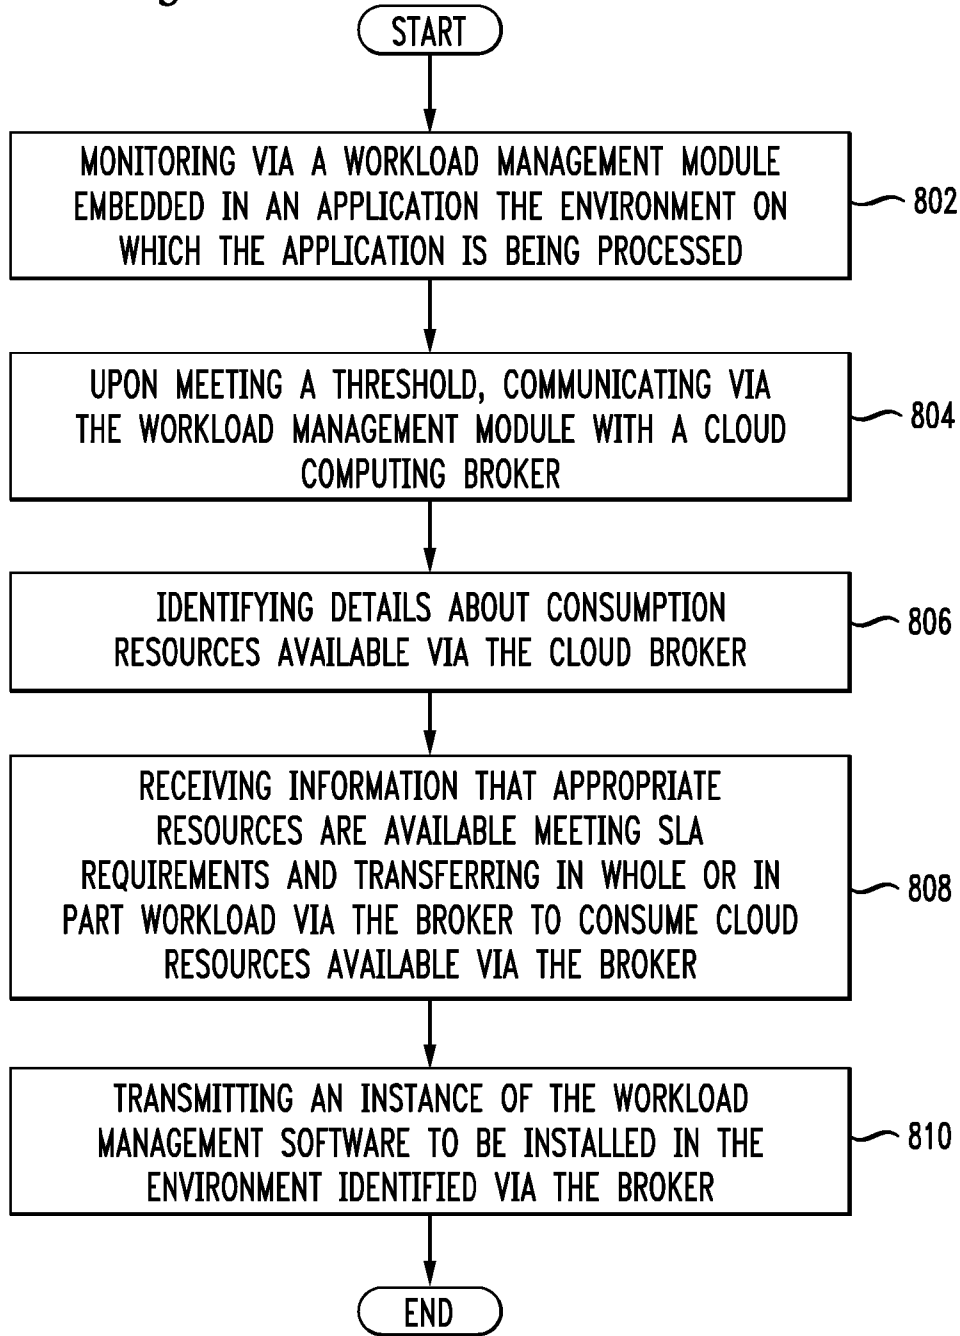 START
MONITORING VIA A WORKLOAD MANAGEMENT MODULE
EMBEDDED IN AN APPLICATION THE ENVIRONMENT ON
WHICH THE APPLICATION IS BEING PROCESSED
802
UPON MEETING A THRESHOLD, COMMUNICATING VIA
THE WORKLOAD MANAGEMENT MODULE WITH A CLOUD
COMPUTING BROKER
804
IDENTIFYING DETAILS ABOUT CONSUMPTION
RESOURCES AVAILABLE VIA THE CLOUD BROKER
806
RECEIVING INFORMATION THAT APPROPRIATE
RESOURCES ARE AVAILABLE MEETING SLA
REQUIREMENTS AND TRANSFERRING IN WHOLE OR IN
PART WORKLOAD VIA THE BROKER TO CONSUME CLOUD
RESOURCES AVAILABLE VIA THE BROKER
808
TRANSMITTING AN INSTANCE OF THE WORKLOAD
MANAGEMENT SOFTWARE TO BE INSTALLED IN THE
ENVIRONMENT IDENTIFIED VIA THE BROKER
810
END